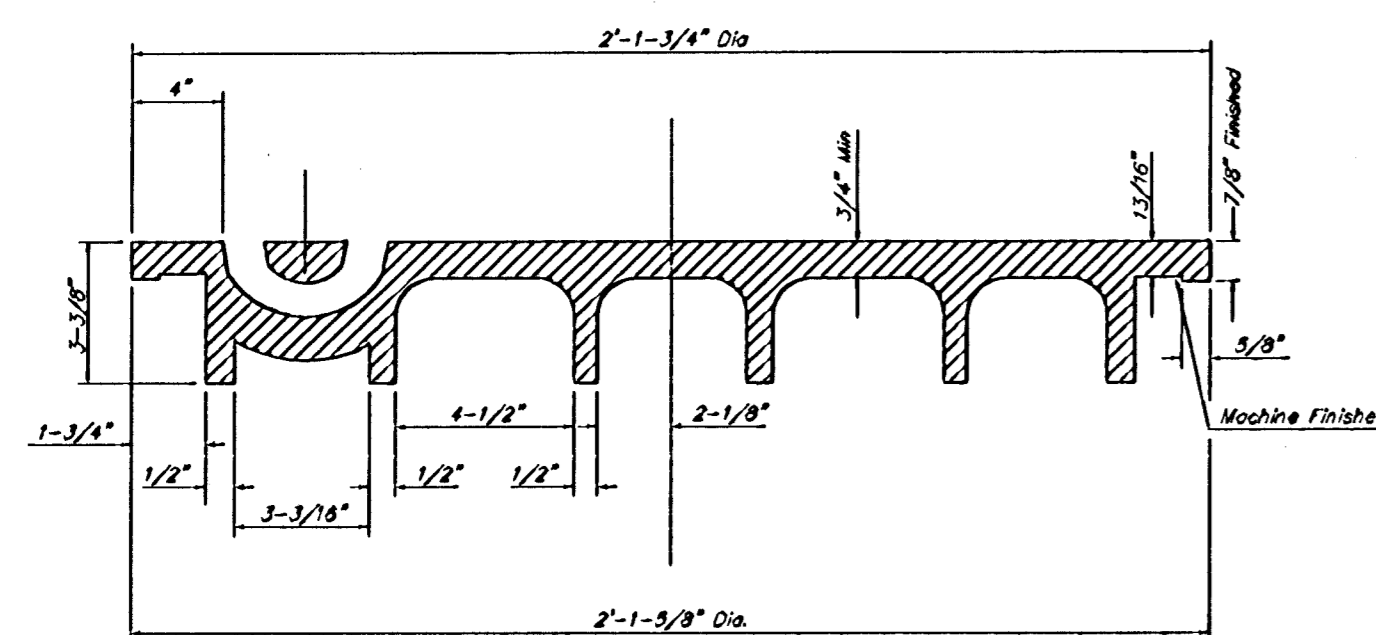 2'-1-3/4" Dia
4"
3/4" Min
13/16"
7/8" Finished
3-3/8"
5/8"
4-1/2"
2-1/8"
Machine Finishe
1-3/4"
1/2"
1/2"
1/2"
3-3/16"
2'-1-5/8" Dia.